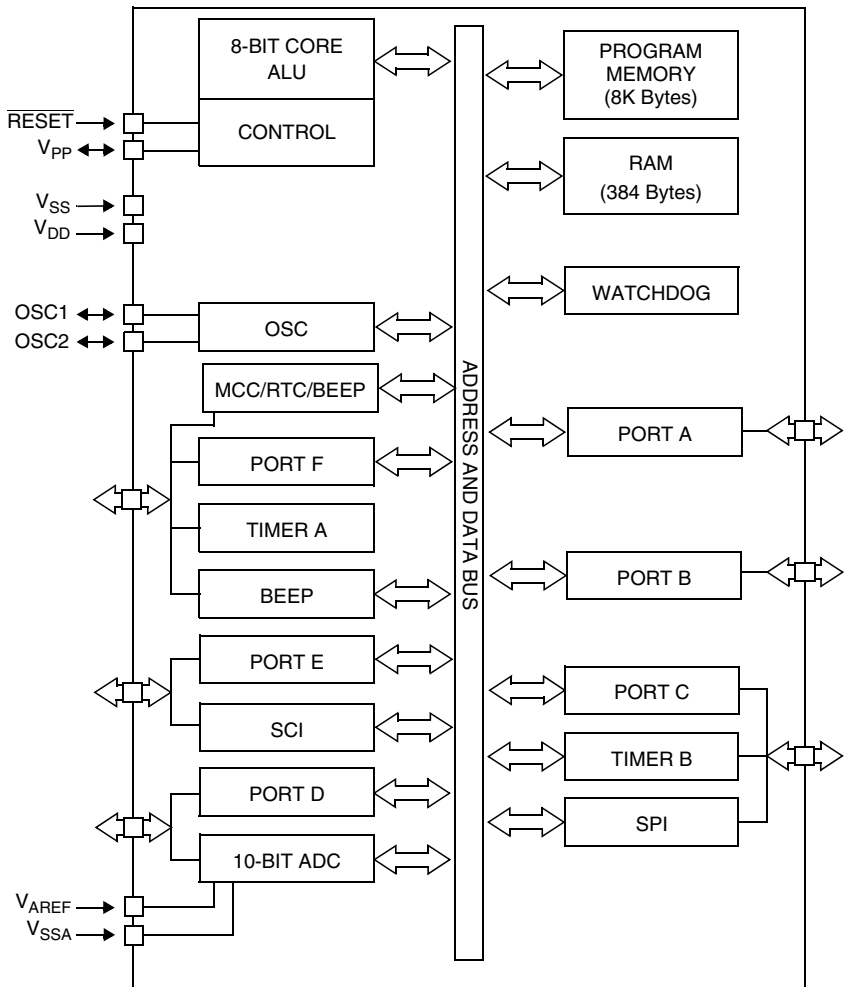 8-BIT CORE
ALU
CONTROL
RESET
VPP
VSS
VDD
OSC1
OSC2
OSC
MCC/RTC/BEEP
PORT F
TIMER A
BEEP
PORT E
SCI
PORT D
10-BIT ADC
VAREF
VSSA
ADDRESS AND DATA BUS
PROGRAM
MEMORY
(8K Bytes)
RAM
(384 Bytes)
WATCHDOG
PORT A
PORT B
PORT C
TIMER B
SPI